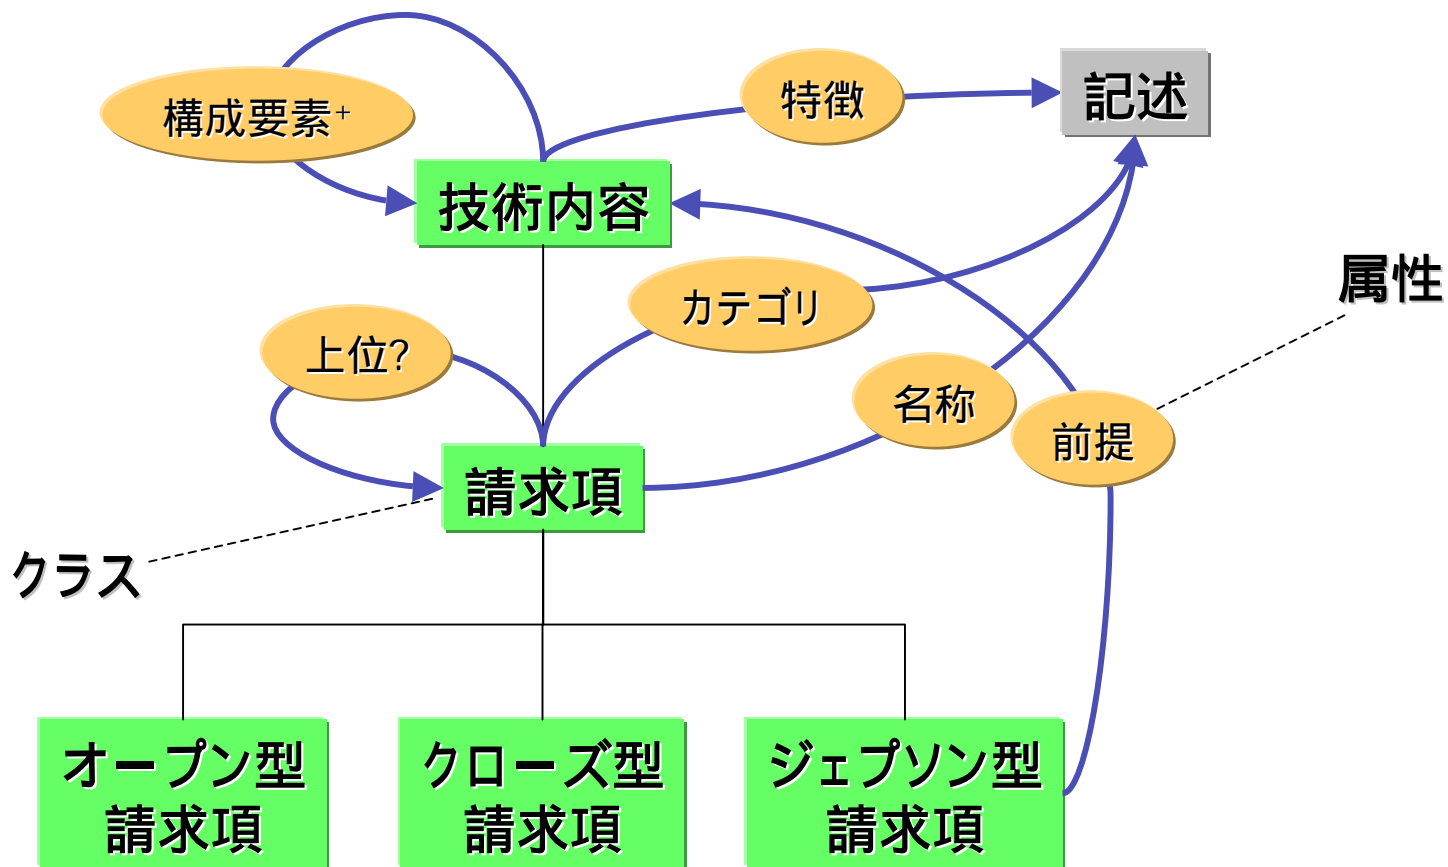 構成要素+
特徴
記述
技術内容
属性
カテゴリ
上位?
名称
前提
請求項
クラス
オープン型
請求項
クローズ型
請求項
ジェプソン型
請求項